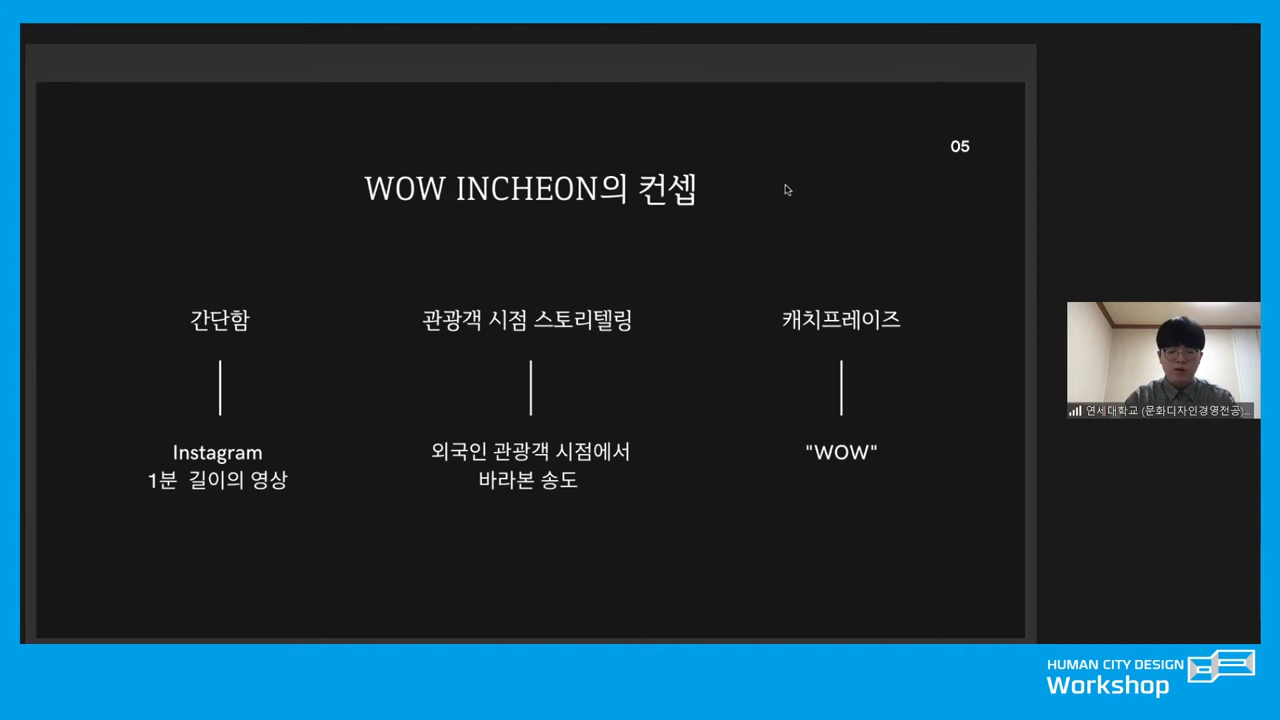 05
WOW INCHEON의 컨셉
간단함
관광객 시점 스토리텔링
캐치프레이즈
Instagram
1분 길이의 영상
외국인 관광객 시점에서
바라본 송도
"WOW"
연세대학교 (문화디자인경영전공)...
HUMAN CITY DESIGN
Workshop